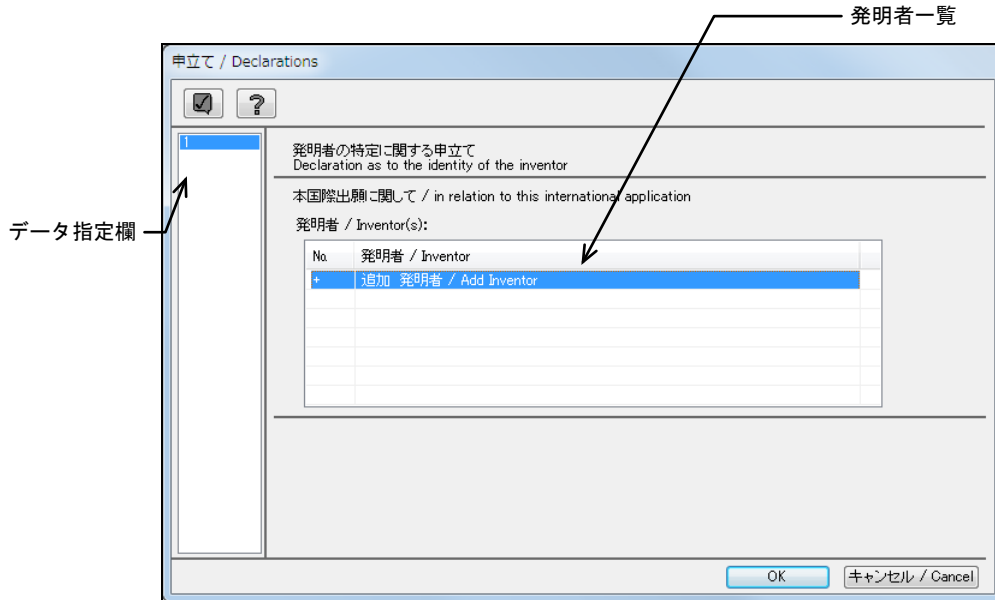 発明者一覧
申立て / Declarations
?
1
発明者の特定に関する申立て
Declaration as to the identity of the inventor
本国際出願に関して / in relation to this international application
データ指定欄
発明者 / Inventor(s):
No. 発明者 / Inventor
+ 追加 発明者 / Add Inventor
OK キャンセル / Cancel